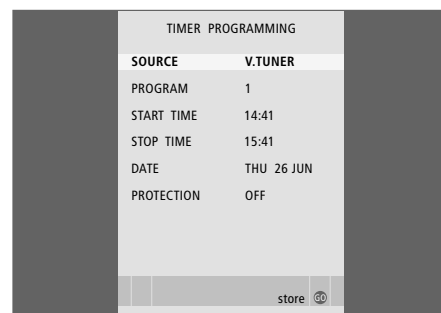 TIMER PROGRAMMING
SOURCE V.TUNER
PROGRAM 1
START TIME 14:41
STOP TIME 15:41
DATE THU 26 JUN
PROTECTION OFF
store GO